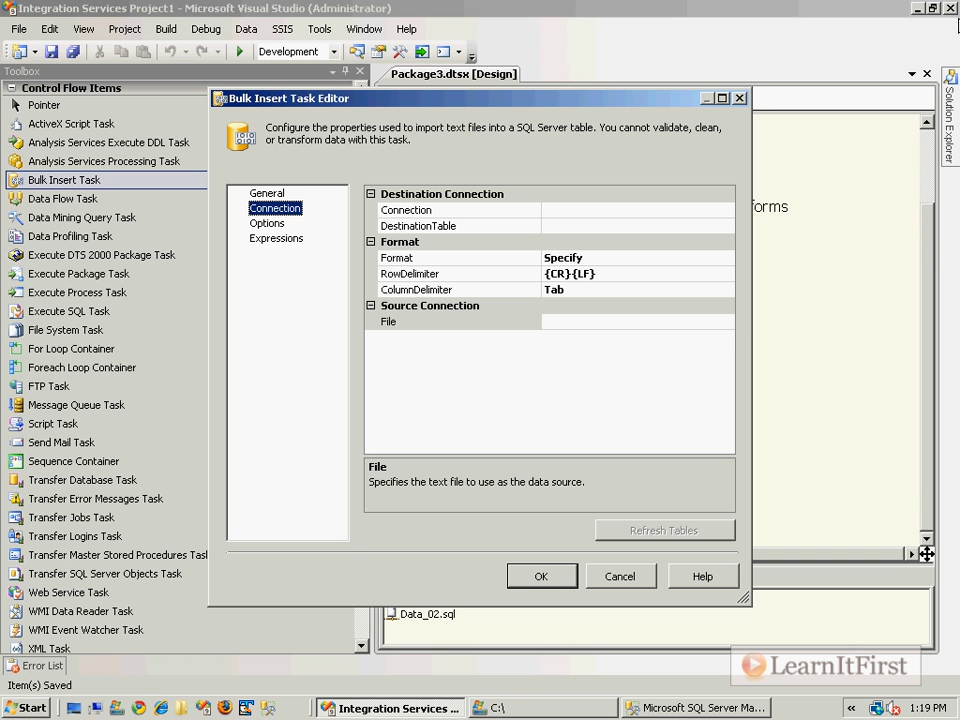 Integration Services Project1 - Microsoft Visual Studio (Administrator)
File Edit View Project Build Debug Data SSIS Tools Window Help
Development
Toolbox
Package3.dtsx [Design]
Control Flow Items
Pointer
ActiveX Script Task
Analysis Services Execute DDL Task
Analysis Services Processing Task
Bulk Insert Task
Data Flow Task
Data Mining Query Task
Data Profiling Task
Execute DTS 2000 Package Task
Execute Package Task
Execute Process Task
Execute SQL Task
File System Task
For Loop Container
Foreach Loop Container
FTP Task
Message Queue Task
Script Task
Send Mail Task
Sequence Container
Transfer Database Task
Transfer Error Messages Task
Transfer Jobs Task
Transfer Logins Task
Transfer Master Stored Procedures Tas
Transfer SQL Server Objects Task
Web Service Task
WMI Data Reader Task
WMI Event Watcher Task
XML Task
Bulk Insert Task Editor
Configure the properties used to import text files into a SQL Server table. You cannot validate, clean,
or transform data with this task.
General
Connection
Options
Expressions
Destination Connection
Connection
DestinationTable
Format
Format Specify
RowDelimiter {CR}{LF}
ColumnDelimiter Tab
Source Connection
File
File
Specifies the text file to use as the data source.
Refresh Tables
OK Cancel Help
orms
Solution Explorer
Data_02.sql
LearnItFirst
Error List
Item(s) Saved
Start
Integration Services ...
C:\
Microsoft SQL Server Ma...
«
1:19 PM